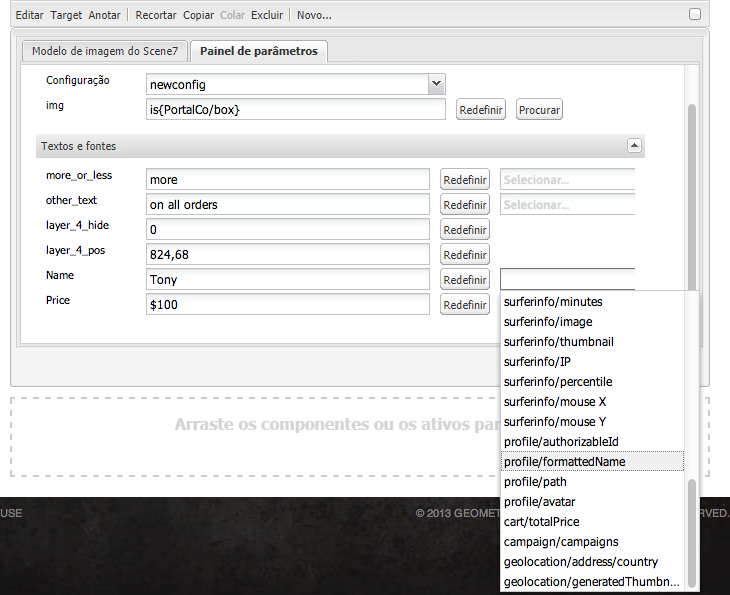 Editar Target Anotar Recortar Copiar Colar Excluir Novo...
Modelo de imagem do Scene7 Painel de parâmetros
Configuração newconfig
img is{PortalCo/box} Redefinir Procurar
Textos e fontes
more_or_less more Redefinir Selecionar...
other_text on all orders Redefinir Selecionar...
layer_4_hide 0 Redefinir
layer_4_pos 824,68 Redefinir
Name Tony Redefinir
Price $100 Redefinir
surferinfo/minutes
surferinfo/image
surferinfo/thumbnail
surferinfo/IP
surferinfo/percentile
surferinfo/mouse X
surferinfo/mouse Y
profile/authorizableId
profile/formattedName
profile/path
profile/avatar
cart/totalPrice
campaign/campaigns
geolocation/address/country
geolocation/generatedThumbn...
Arraste os componentes ou os ativos par
USE © 2013 GEOMET RVED.